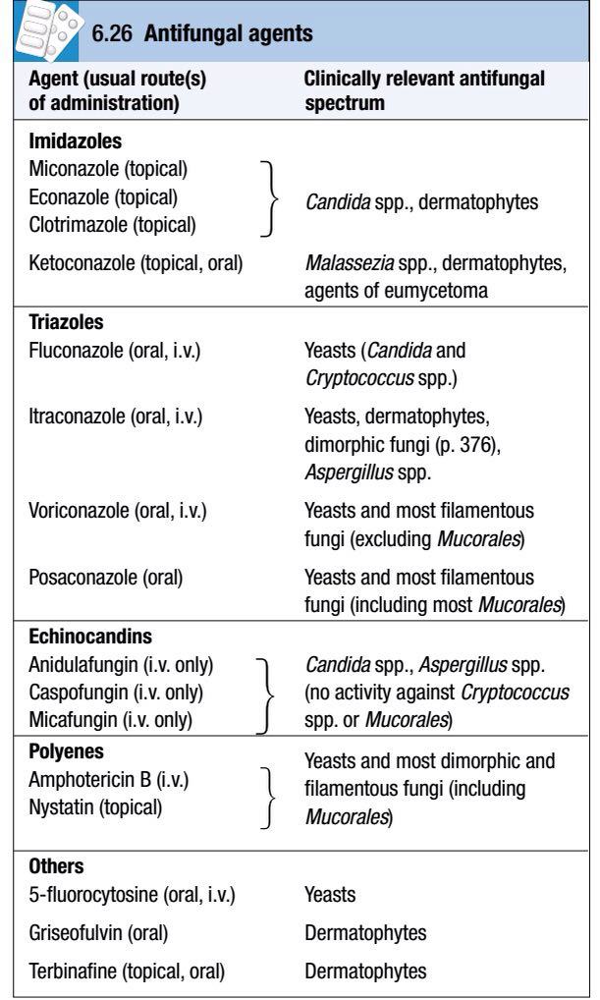 6.26 Antifungal agents
Agent (usual route(s)
of administration)
Clinically relevant antifungal
spectrum
Imidazoles
Miconazole (topical)
Econazole (topical)
Clotrimazole (topical)
Candida spp., dermatophytes
Ketoconazole (topical, oral)
Malassezia spp., dermatophytes,
agents of eumycetoma
Triazoles
Fluconazole (oral, i.v.)
Yeasts (Candida and
Cryptococcus spp.)
Itraconazole (oral, i.v.)
Yeasts, dermatophytes,
dimorphic fungi (p. 376),
Aspergillus spp.
Voriconazole (oral, i.v.)
Yeasts and most filamentous
fungi (excluding Mucorales)
Posaconazole (oral)
Yeasts and most filamentous
fungi (including most Mucorales)
Echinocandins
Anidulafungin (i.v. only)
Caspofungin (i.v. only)
Micafungin (i.v. only)
Candida spp., Aspergillus spp.
(no activity against Cryptococcus
spp. or Mucorales)
Polyenes
Amphotericin B (i.v.)
Nystatin (topical)
Yeasts and most dimorphic and
filamentous fungi (including
Mucorales)
Others
5-fluorocytosine (oral, i.v.)
Yeasts
Griseofulvin (oral)
Dermatophytes
Terbinafine (topical, oral)
Dermatophytes